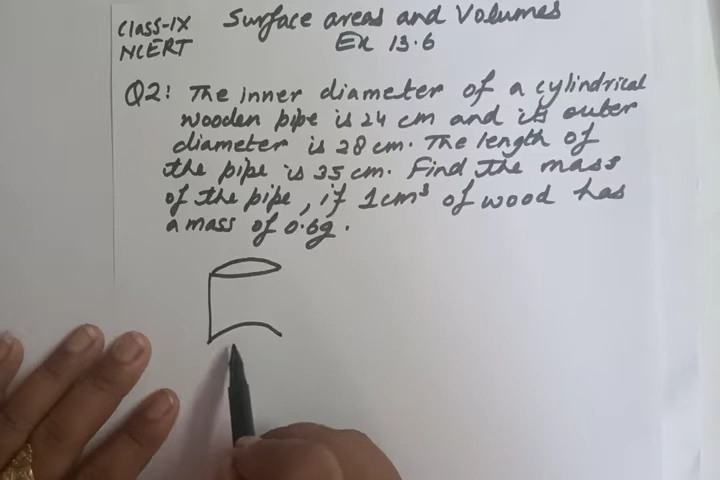 Class-IX
NCERT
Surface areas and Volumes
Ex 13.6
Q2: The inner diameter of a cylindrical
wooden pipe is 24 cm and its outer
diameter is 28 cm. The length of
the pipe is 35 cm. Find the mass
of the pipe, if 1cm³ of wood has
a mass of 0.6g.